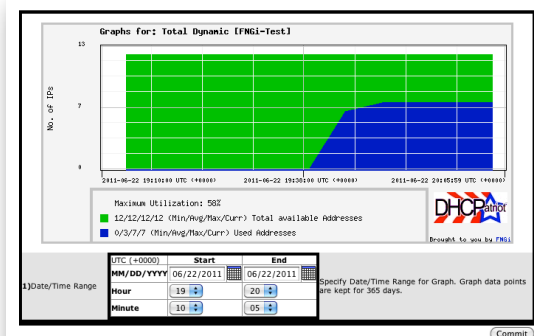 Graphs for: Total Dynamic [FNGi-Test]
13
7
0
No. of IPs
2011-06-22 19:10:00 UTC (+0000) 2011-06-22 19:38:00 UTC (+0000) 2011-06-22 20:05:59 UTC (+0000)
Maximum Utilization: 58%
12/12/12/12 (Min/Avg/Max/Curr) Total available Addresses
0/3/7/7 (Min/Avg/Max/Curr) Used Addresses
DHCPatriot
Brought to you by FNGi
UTC (+0000) Start End
MM/DD/YYYY 06/22/2011 06/22/2011
1)Date/Time Range
Hour 19 20
Minute 10 05
Specify Date/Time Range for Graph. Graph data points
are kept for 365 days.
Commit